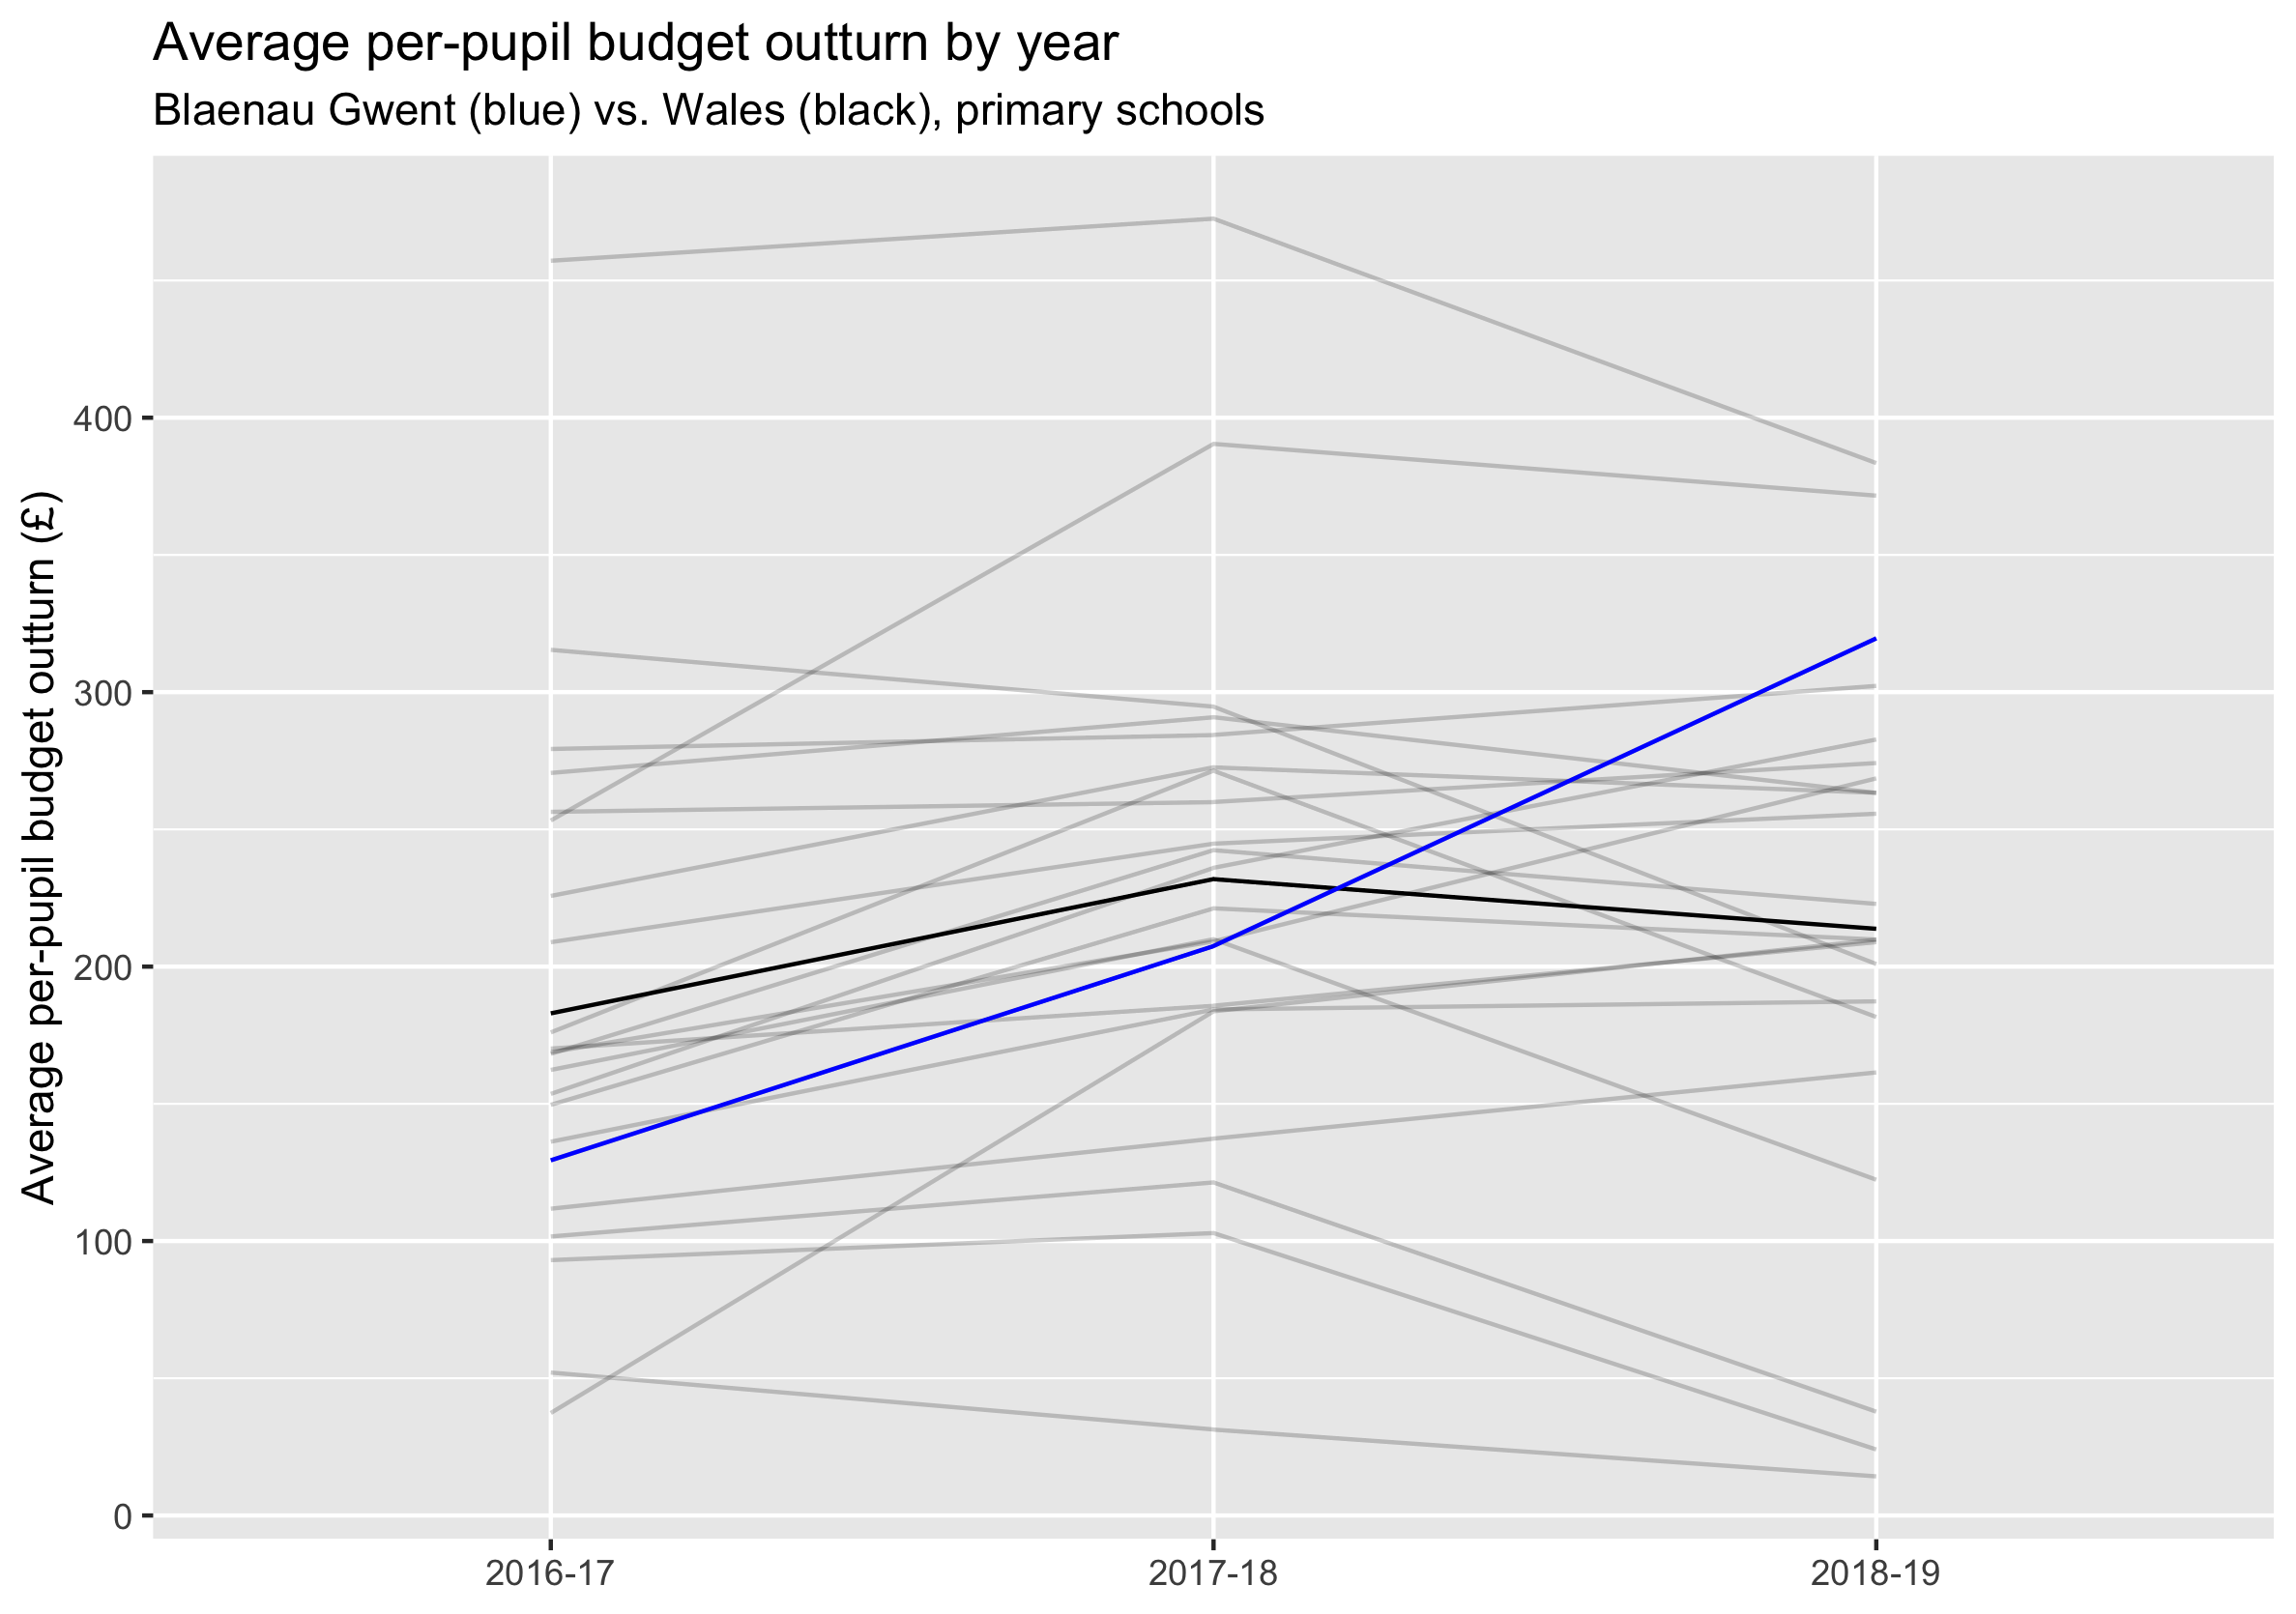 Average per-pupil budget outturn by year
Blaenau Gwent (blue) vs. Wales (black), primary schools
Average per-pupil budget outturn (£)
400
300
200
100
0
2016-17
2017-18
2018-19